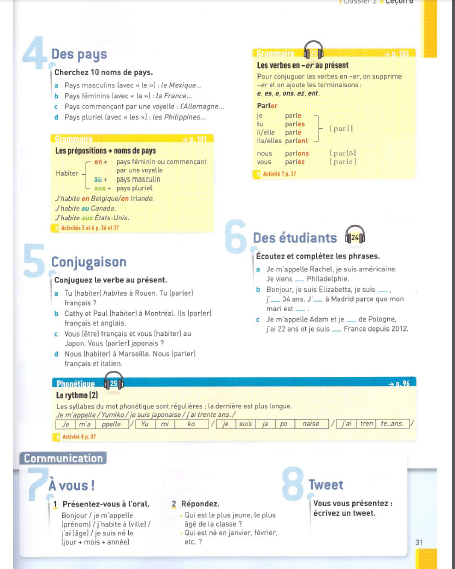 Dossier 2 Leçon 6
4
Des pays
Cherchez 10 noms de pays.
a Pays masculins (avec « le ») : le Mexique...
b Pays féminins (avec « la ») : la France...
c Pays commençant par une voyelle : l'Allemagne...
d Pays pluriel (avec « les ») : les Philippines...
Grammaire → p. 101
Les prépositions + noms de pays
Habiter
en + pays féminin ou commençant
par une voyelle
au + pays masculin
aux + pays pluriel
J'habite en Belgique/en Irlande.
J'habite au Canada.
J'habite aux États-Unis.
Activités 5 et 6 p. 36 et 37
5
Conjugaison
Conjuguez le verbe au présent.
a Tu (habiter) habites à Rouen. Tu (parler)
français ?
b Cathy et Paul (habiter) à Montréal. Ils (parler)
français et anglais.
c Vous (être) français et vous (habiter) au
Japon. Vous (parler) japonais ?
d Nous (habiter) à Marseille. Nous (parler)
français et italien.
Grammaire → p. 101
Les verbes en -er au présent
Pour conjuguer les verbes en -er, on supprime
-er et on ajoute les terminaisons :
e, es, e, ons, ez, ent.
Parler
je parle
tu parles
il/elle parle
ils/elles parlent
[parl]
nous parlons [parlɔ̃]
vous parlez [parle]
Activité 7 p. 37
6
Des étudiants 24
Écoutez et complétez les phrases.
a Je m'appelle Rachel, je suis américaine.
Je viens ___ Philadelphie.
b Bonjour, je suis Elizabetta, je suis ___ ,
j'___ 34 ans. J'___ à Madrid parce que mon
mari est ___ .
c Je m'appelle Adam et je ___ de Pologne,
j'ai 22 ans et je suis ___ France depuis 2012.
Phonétique 25 → p. 96
Le rythme (2)
Les syllabes du mot phonétique sont régulières ; la dernière est plus longue.
Je m'appelle / Yumiko / je suis japonaise / j'ai trente ans. /
Je m'a ppelle / Yu mi ko / je suis ja po naise / j'ai tren te‿ans. /
Activité 8 p. 37
Communication
7
À vous !
1 Présentez-vous à l'oral.
Bonjour / je m'appelle
(prénom) / j'habite à (ville) /
j'ai (âge) / je suis né le
(jour + mois + année)
2 Répondez.
- Qui est le plus jeune, le plus
âgé de la classe ?
- Qui est né en janvier, février,
etc. ?
8
Tweet
Vous vous présentez :
écrivez un tweet.
31